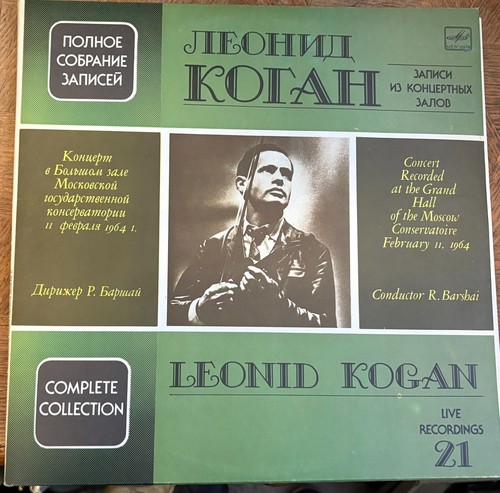 ПОЛНОЕ
СОБРАНИЕ
ЗАПИСЕЙ
ЛЕОНИД
КОГАН
ЗАПИСИ
ИЗ КОНЦЕРТНЫХ
ЗАЛОВ
Концерт
в Большом зале
Московской
государственной
консерватории
11 февраля 1964 г.
Дирижер Р. Баршай
Concert
Recorded
at the Grand
Hall
of the Moscow
Conservatoire
February 11, 1964
Conductor R. Barshai
COMPLETE
COLLECTION
LEONID KOGAN
LIVE
RECORDINGS
21